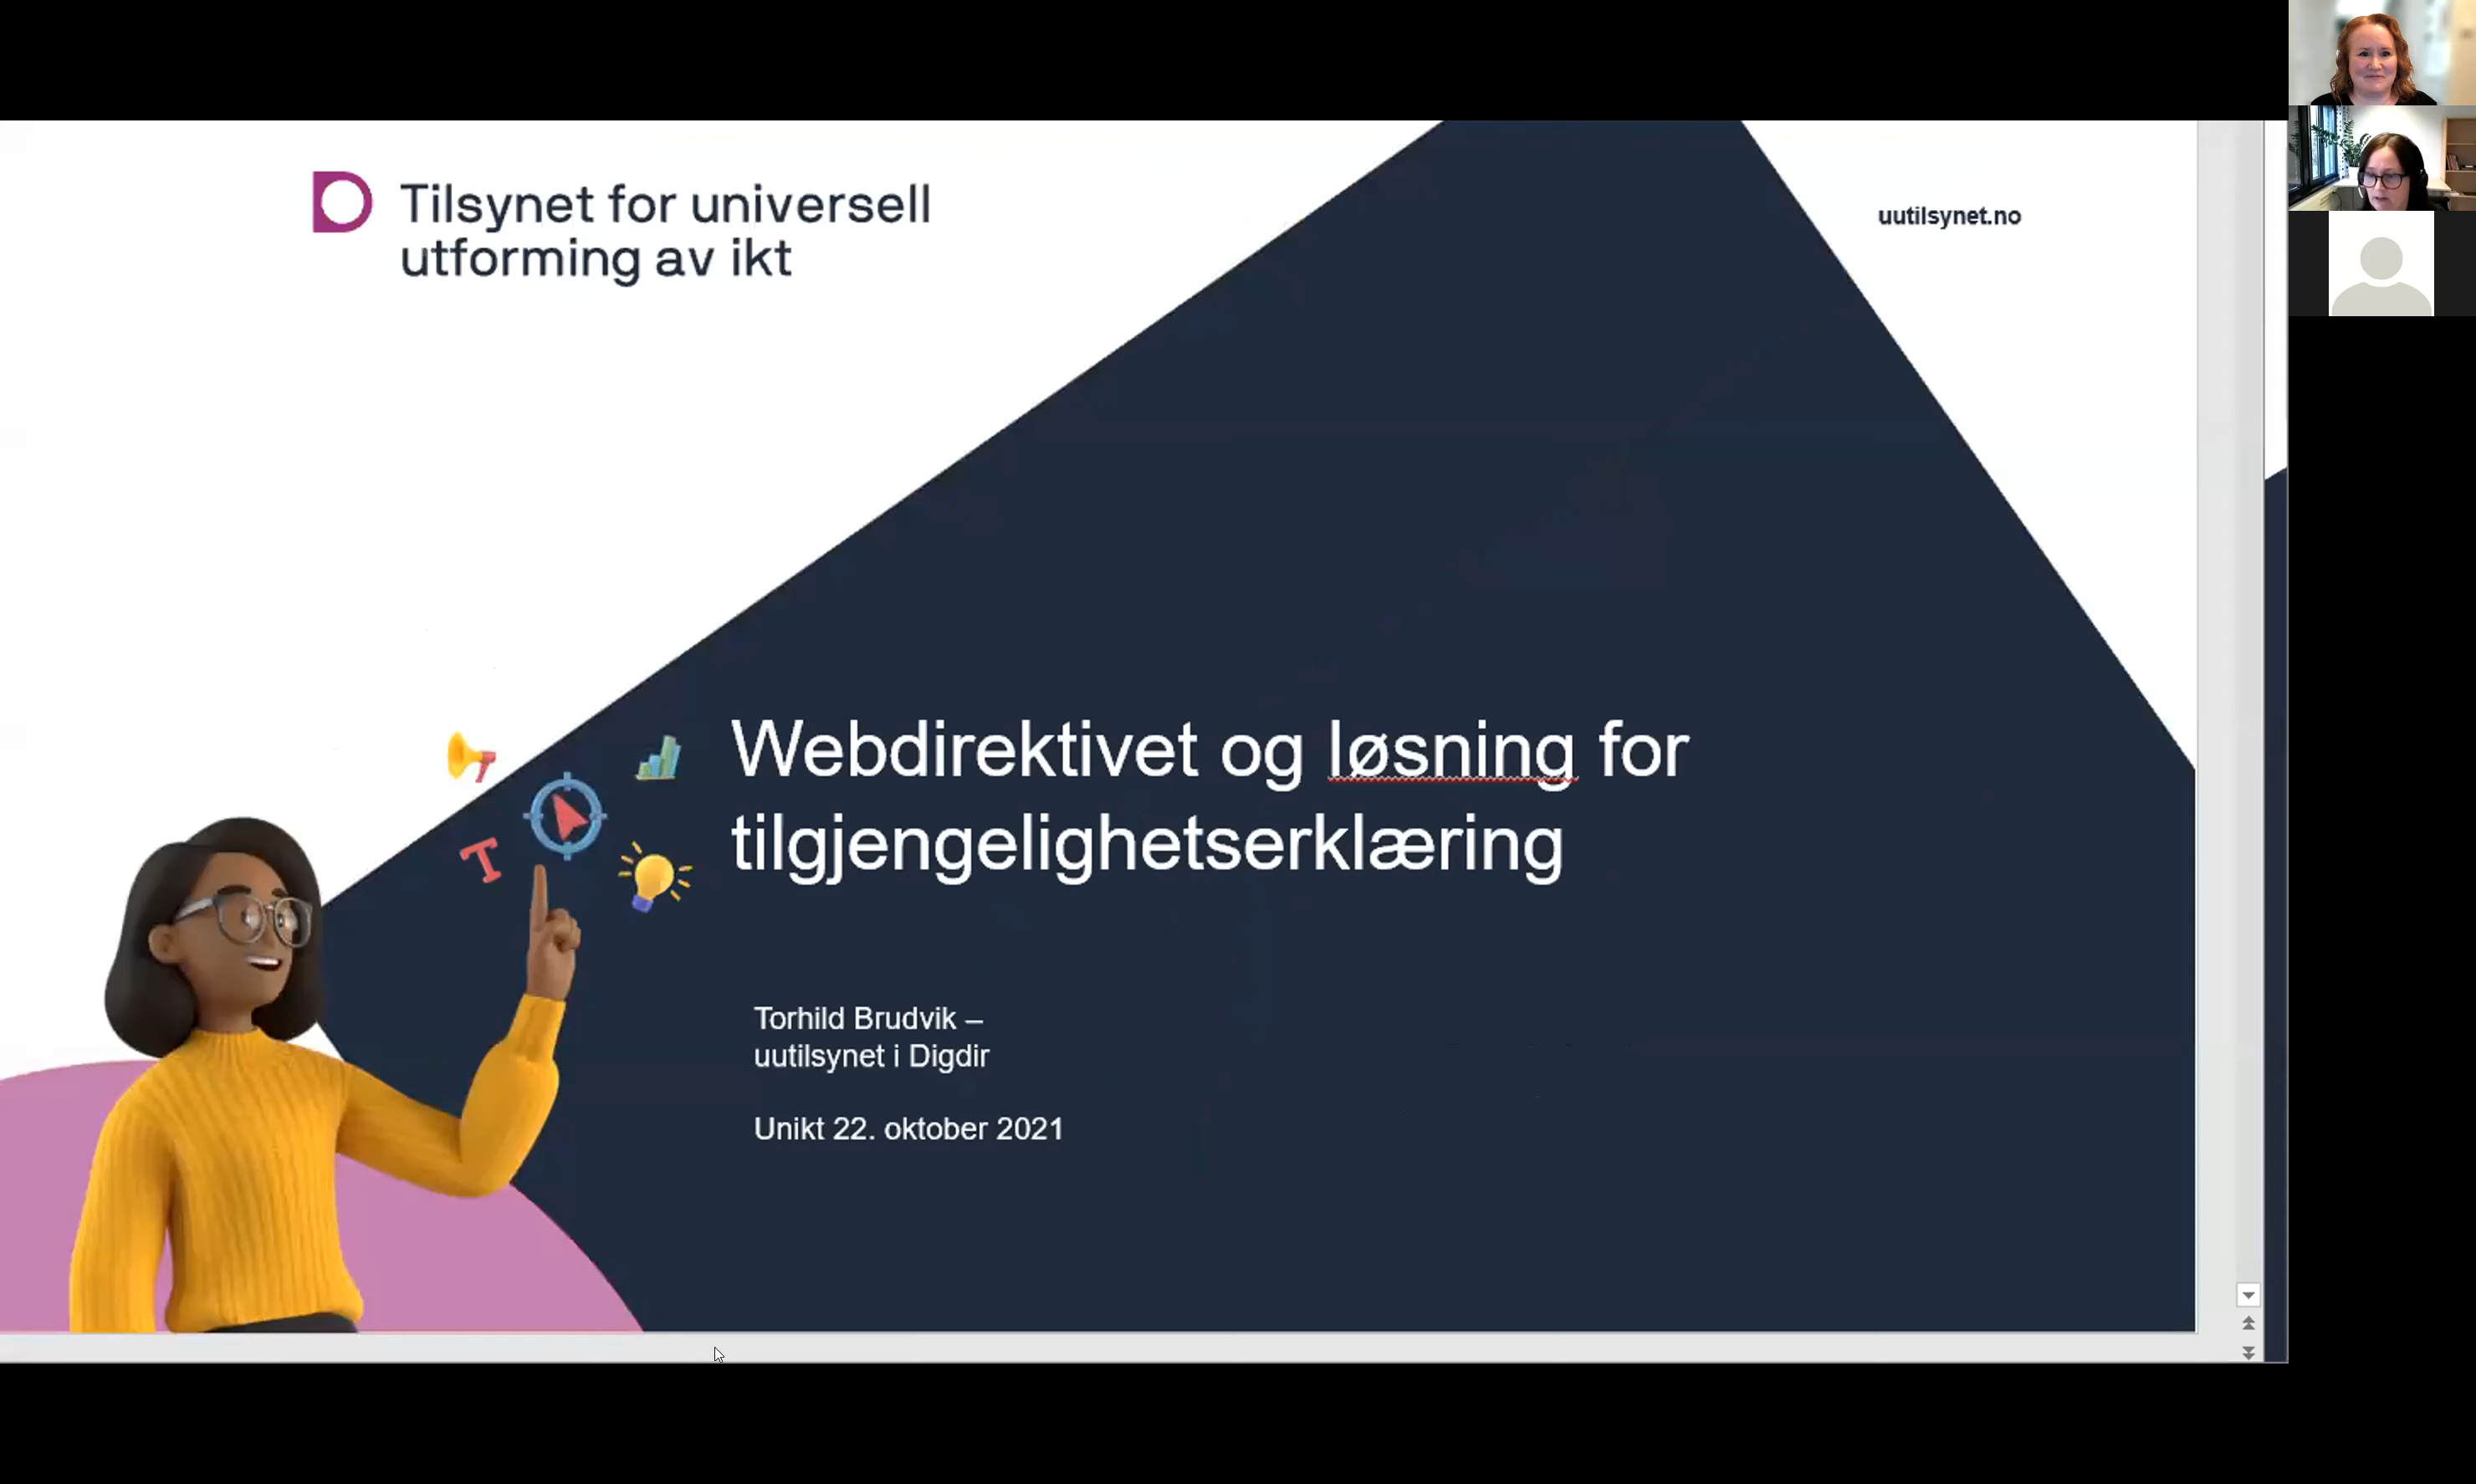 Tilsynet for universell
utforming av ikt
uutilsynet.no
Webdirektivet og løsning for
tilgjengelighetserklæring
Torhild Brudvik –
uutilsynet i Digdir
Unikt 22. oktober 2021